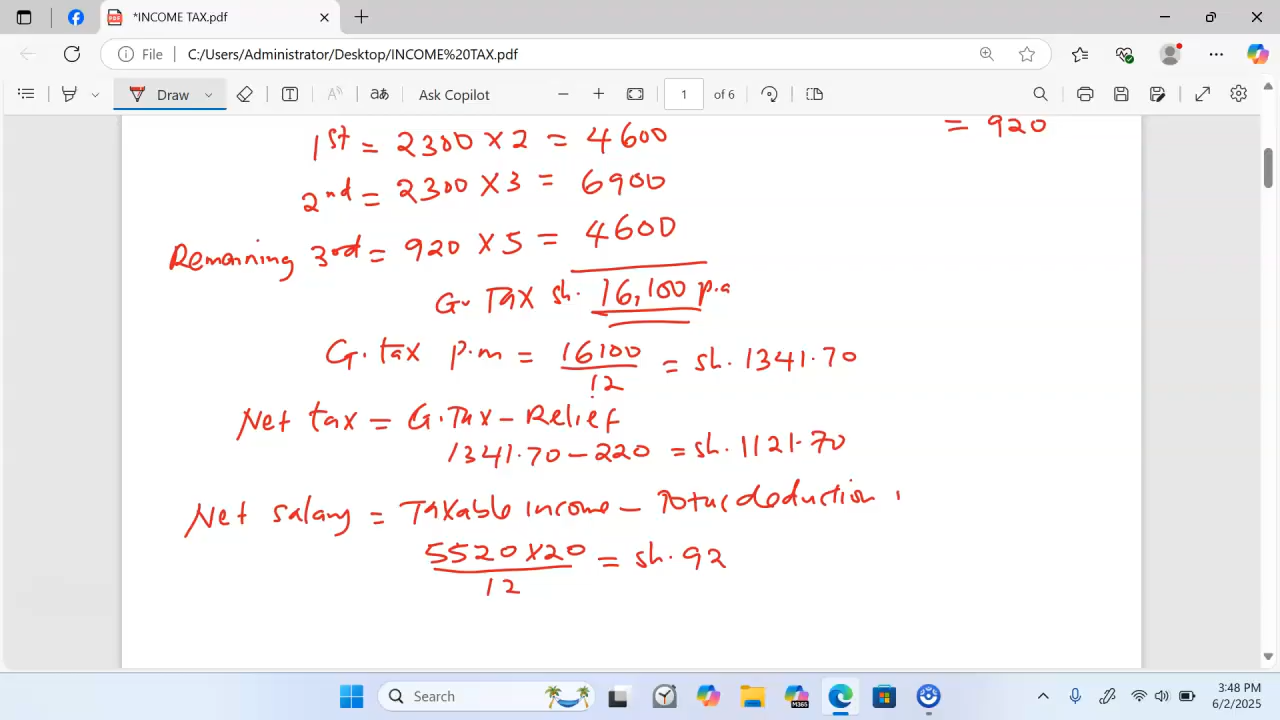 *INCOME TAX.pdf
File C:/Users/Administrator/Desktop/INCOME%20TAX.pdf
Draw Ask Copilot 1 of 6
= 920
1st = 2300 × 2 = 4600
2nd = 2300 × 3 = 6900
Remaining 3rd = 920 × 5 = 4600
G. Tax sh. 16,100 p.a
G. tax p.m = 16100 = sh. 1341.70
12
Net tax = G. Tax - Relief
1341.70 - 220 = sh. 1121.70
Net salary = Taxable income - deduction
5520 × 20 = sh. 92
12
Search
M365
3:48 PM
6/2/2025